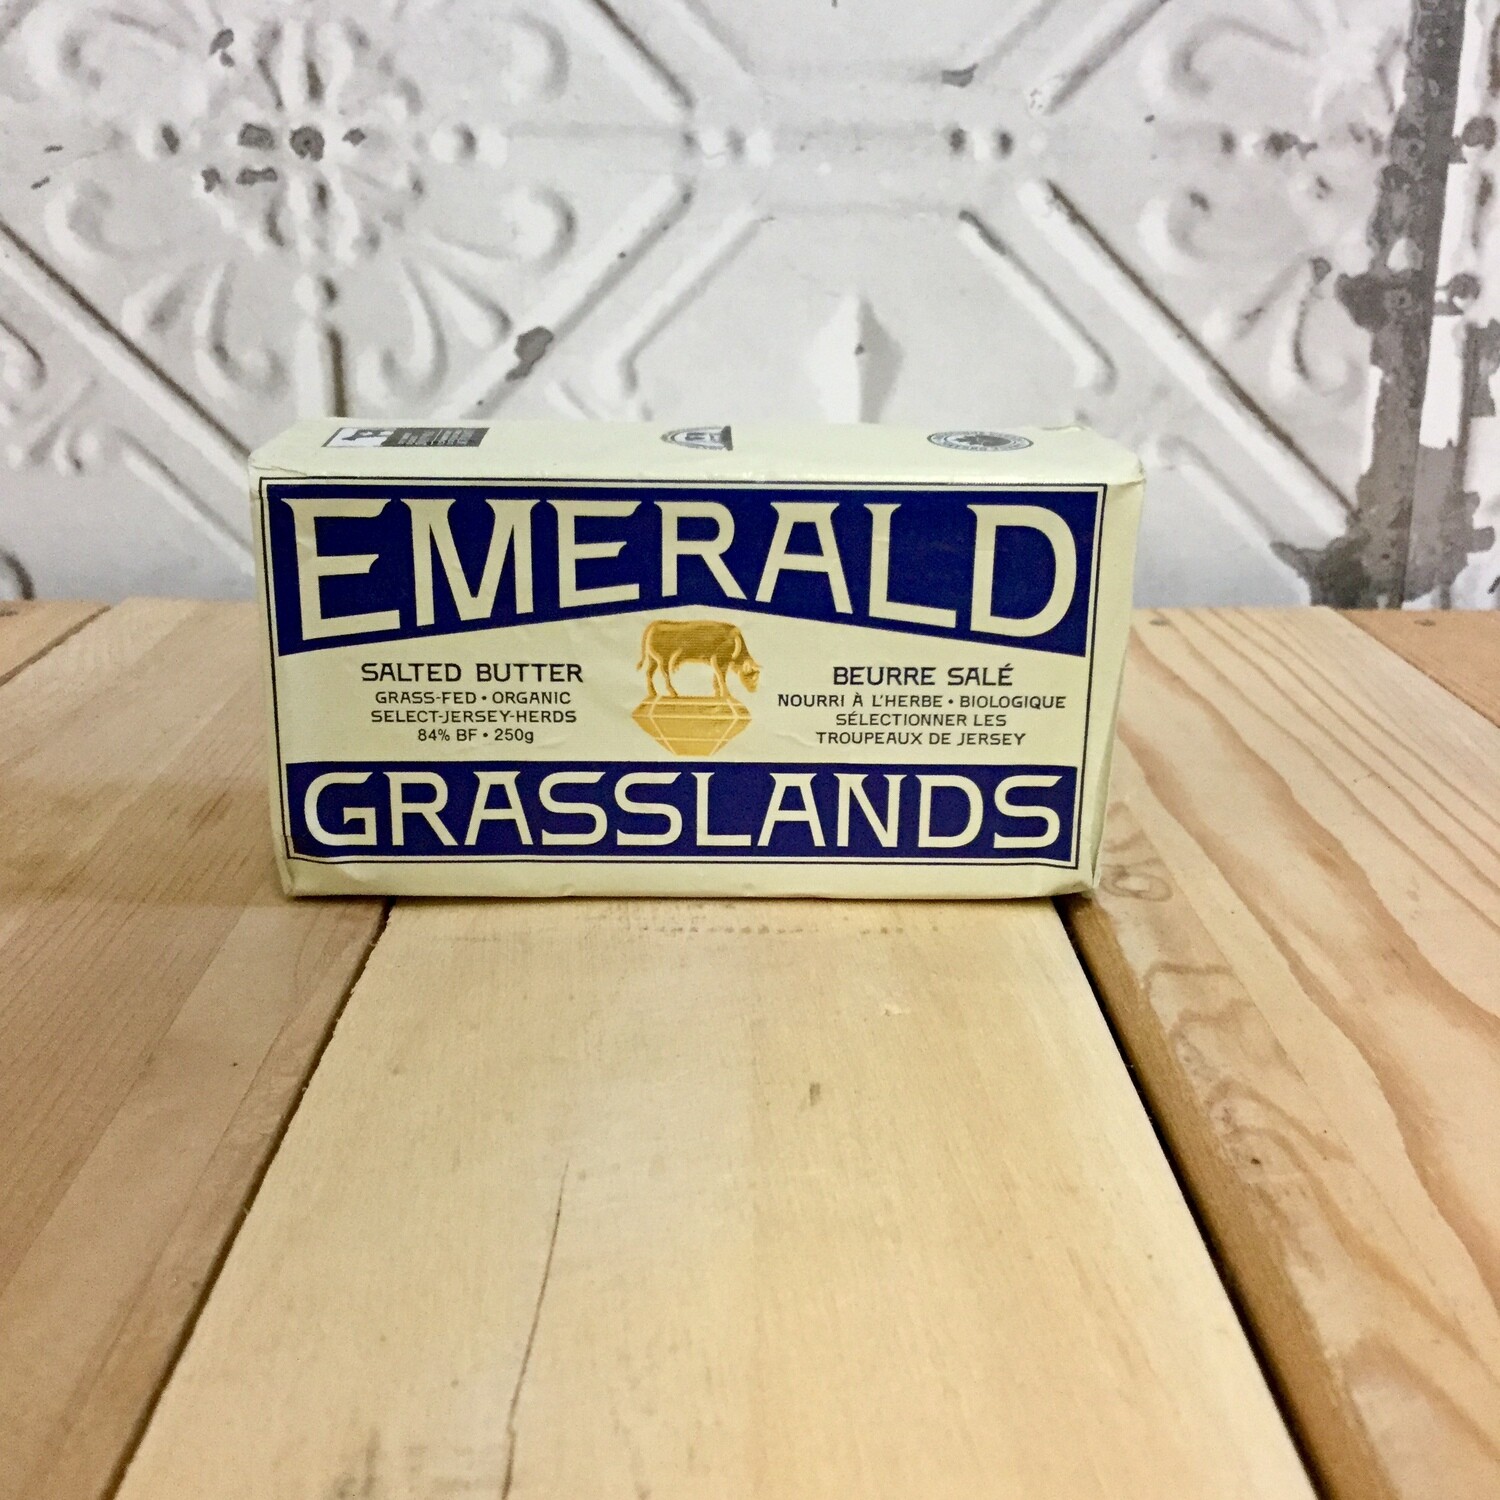 EMERALD
SALTED BUTTER
GRASS-FED • ORGANIC
SELECT-JERSEY-HERDS
84% BF • 250g
BEURRE SALÉ
NOURRI À L'HERBE • BIOLOGIQUE
SÉLECTIONNER LES
TROUPEAUX DE JERSEY
GRASSLANDS